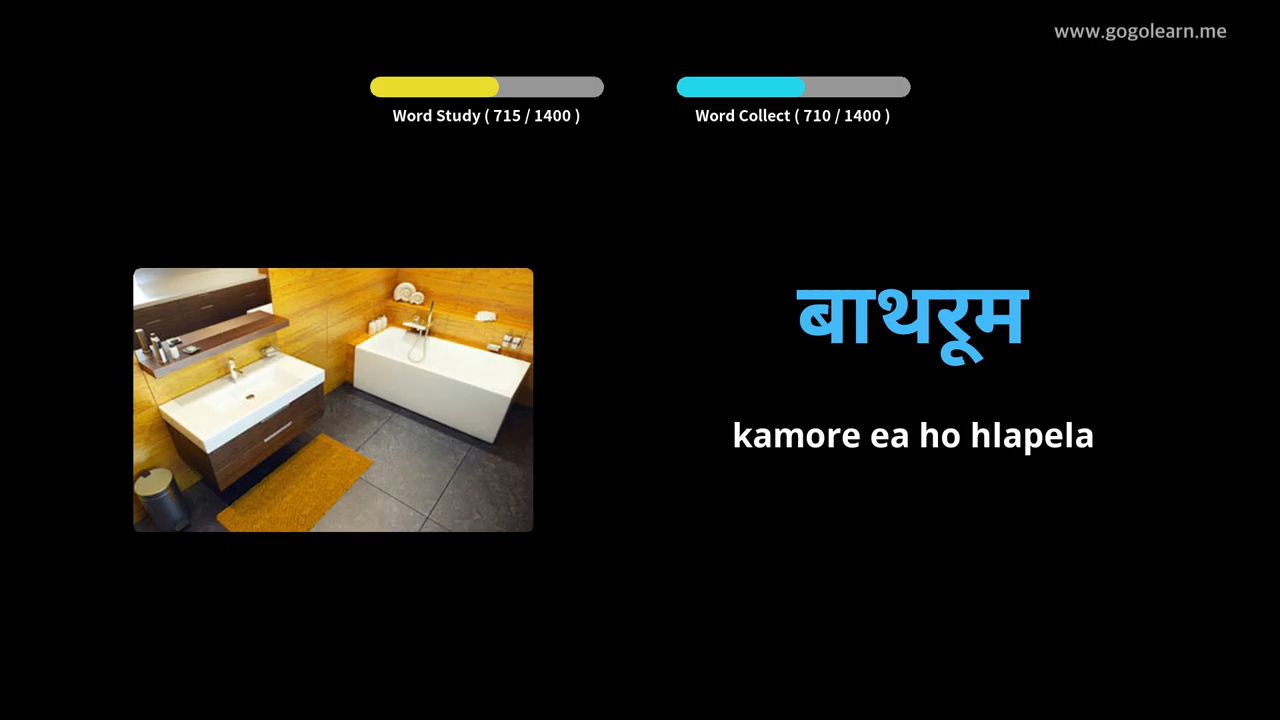 www.gogolearn.me
Word Study ( 715 / 1400 )
Word Collect ( 710 / 1400 )
बाथरूम
kamore ea ho hlapela